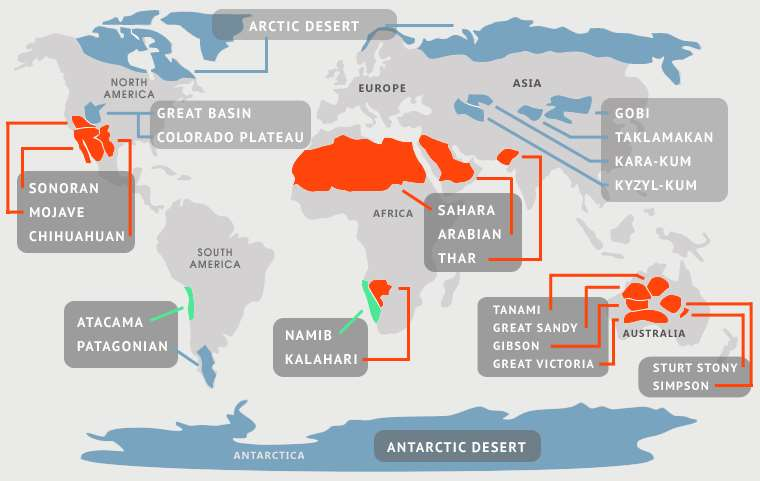 ARCTIC DESERT
NORTH
AMERICA
EUROPE
ASIA
GREAT BASIN
COLORADO PLATEAU
GOBI
TAKLAMAKAN
KARA-KUM
KYZYL-KUM
SONORAN
MOJAVE
CHIHUAHUAN
AFRICA
SAHARA
ARABIAN
THAR
SOUTH
AMERICA
ATACAMA
PATAGONIAN
NAMIB
KALAHARI
TANAMI
GREAT SANDY
GIBSON
GREAT VICTORIA
AUSTRALIA
STURT STONY
SIMPSON
ANTARCTICA
ANTARCTIC DESERT